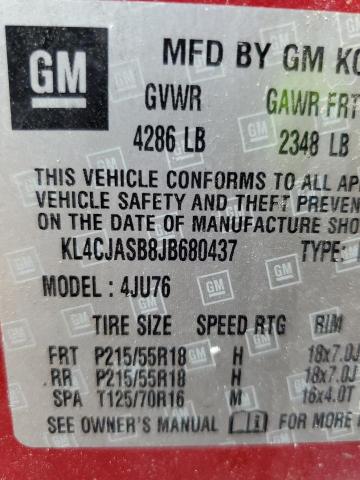 GM
MFD BY GM KO
GVWR GAWR FRT
4286 LB 2348 LB
THIS VEHICLE CONFORMS TO ALL AP
VEHICLE SAFETY AND THEFT PREVEN
ON THE DATE OF MANUFACTURE SHO
KL4CJASB8JB680437 TYPE:
MODEL : 4JU76
TIRE SIZE SPEED RTG RIM
FRT P215/55R18 H 18x7.0J
RR P215/55R18 H 18x7.0J
SPA T125/70R16 M 16x4.0T
SEE OWNER'S MANUAL FOR MORE I